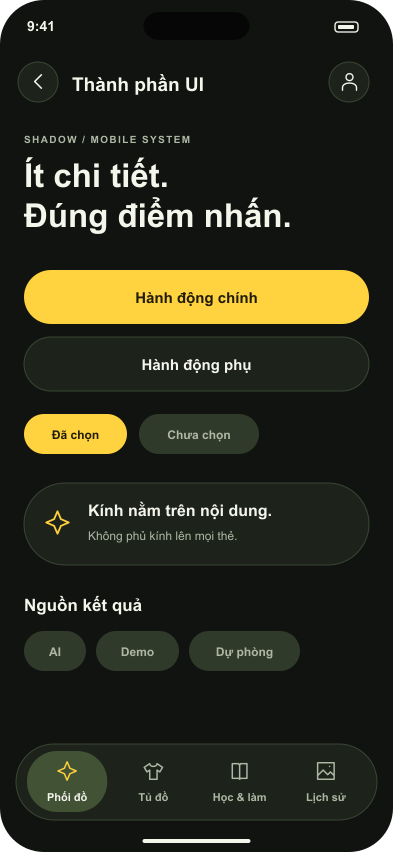 9:41
Thành phần UI
SHADOW / MOBILE SYSTEM
Ít chi tiết.
Đúng điểm nhấn.
Hành động chính
Hành động phụ
Đã chọn
Chưa chọn
Kính nằm trên nội dung.
Không phủ kính lên mọi thẻ.
Nguồn kết quả
AI
Demo
Dự phòng
Phối đồ
Tủ đồ
Học & làm
Lịch sử